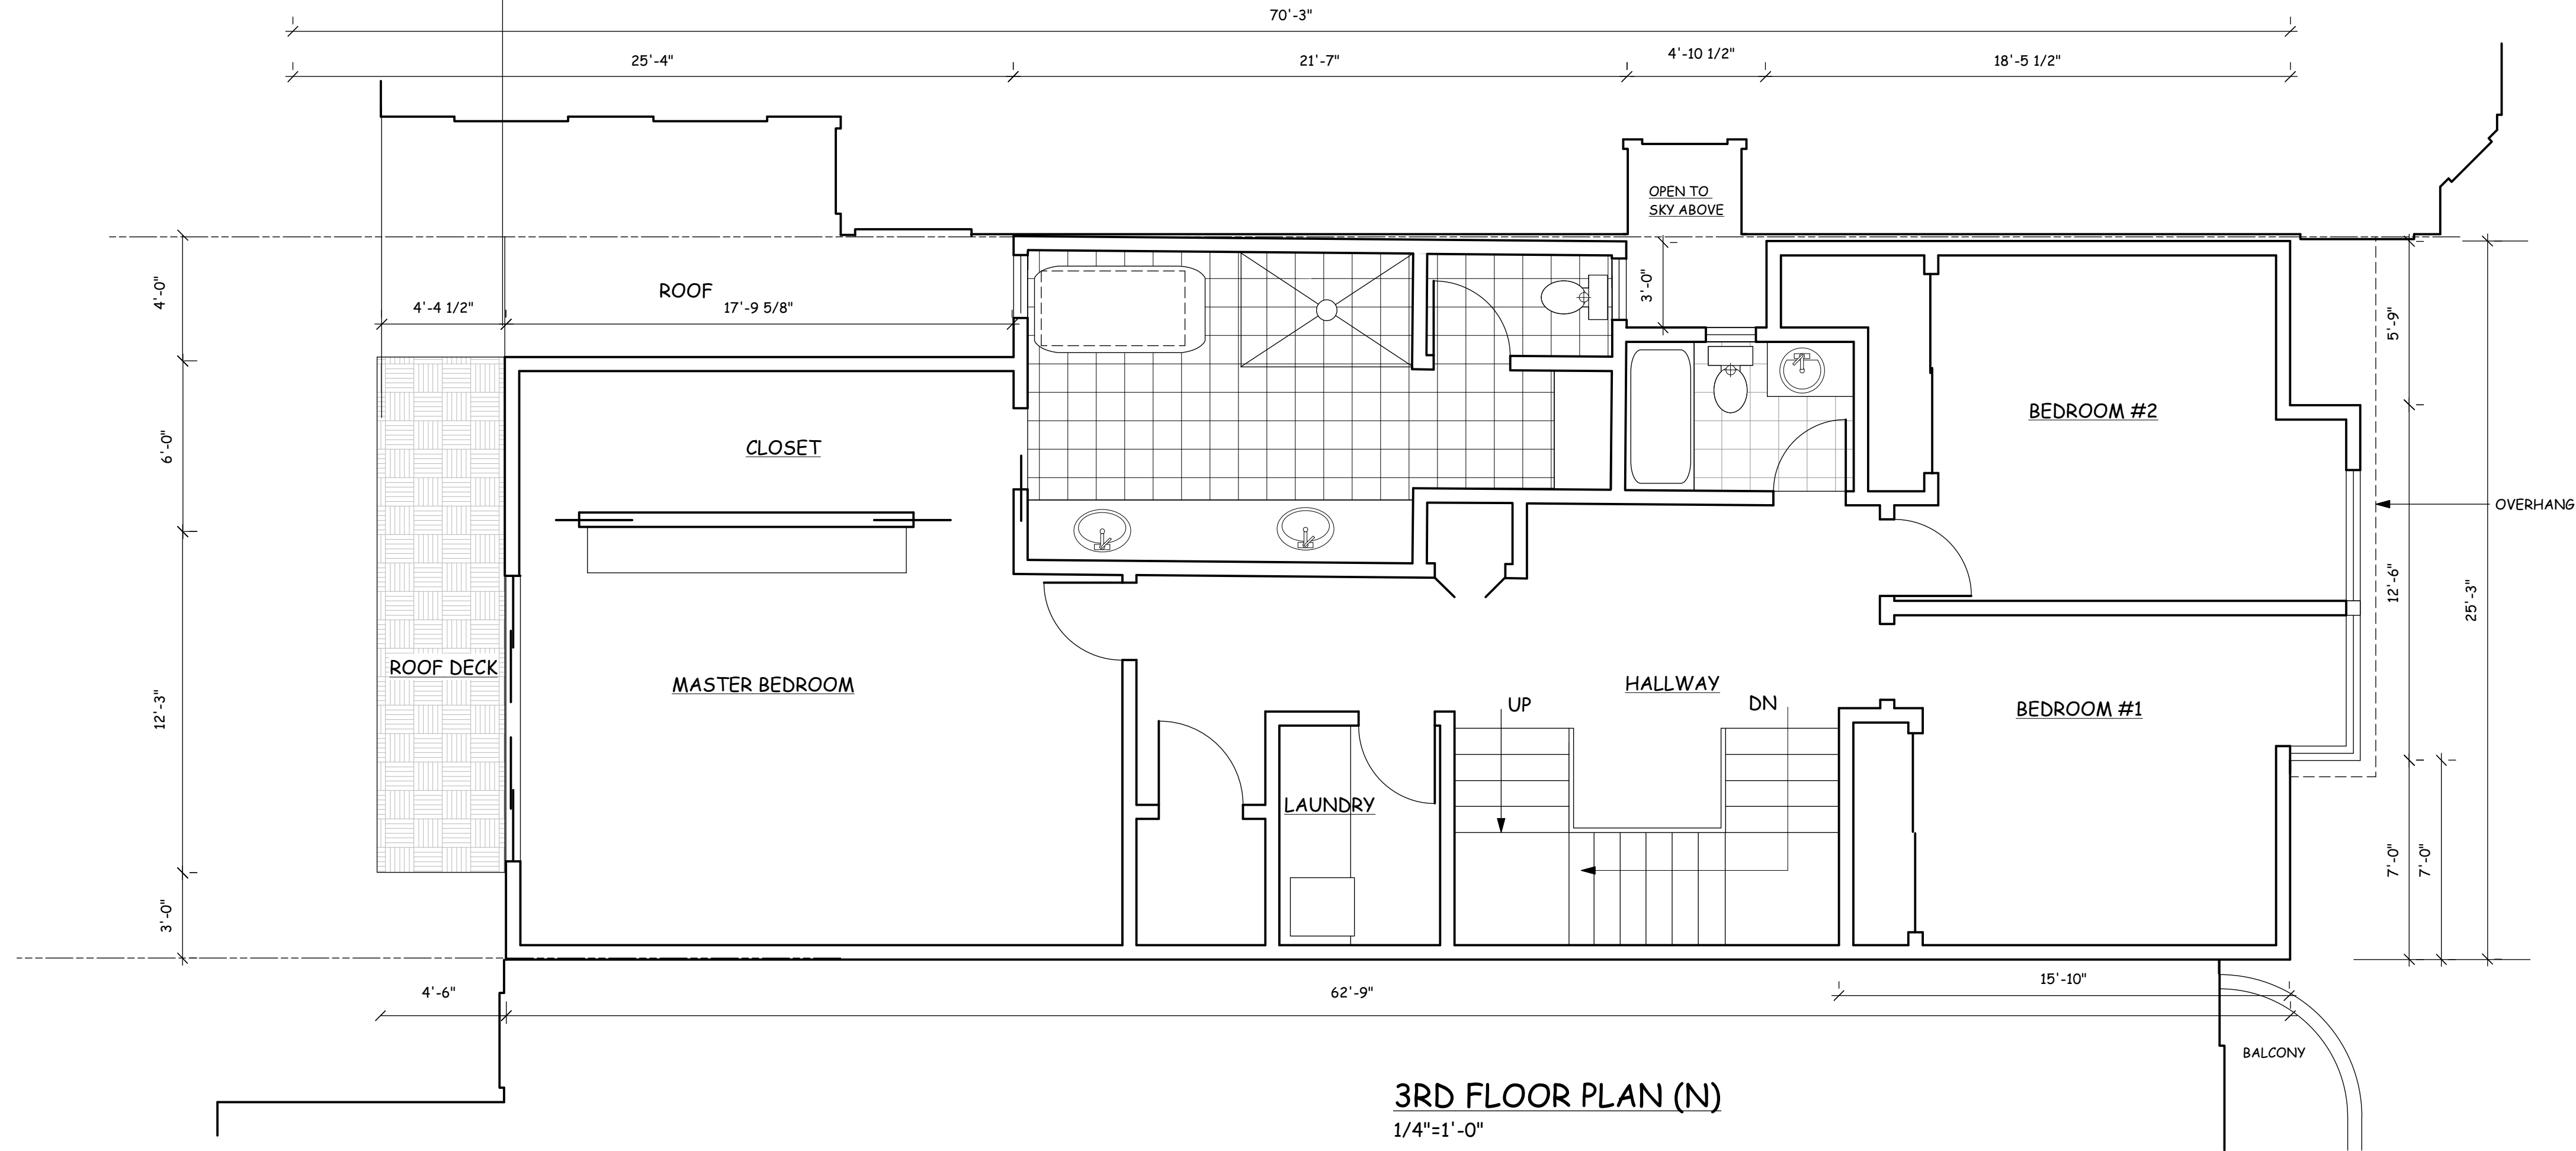 70'-3"
25'-4"
21'-7"
4'-10 1/2"
18'-5 1/2"
OPEN TO
SKY ABOVE
4'-0"
ROOF
4'-4 1/2"
17'-9 5/8"
3'-0"
5'-9"
BEDROOM #2
6'-0"
CLOSET
OVERHANG
12'-6"
25'-3"
ROOF DECK
MASTER BEDROOM
HALLWAY
12'-3"
UP
DN
BEDROOM #1
LAUNDRY
7'-0"
7'-0"
3'-0"
4'-6"
62'-9"
15'-10"
BALCONY
3RD FLOOR PLAN (N)
1/4"=1'-0"